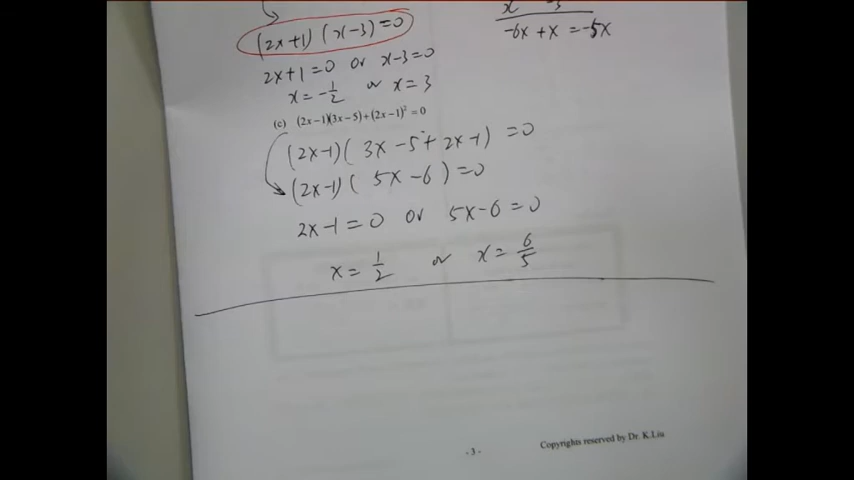 (2x+1) (x-3)=0
x -3
-6x +x = -5x
2x+1=0 or x-3=0
x=-1/2 or x=3
(c) (2x-1)(3x-5)+(2x-1)²=0
(2x-1)( 3x-5+2x-1) =0
(2x-1)( 5x-6 ) =0
2x-1=0 or 5x-6=0
x= 1/2 or x= 6/5
- 3 - Copyrights reserved by Dr. K.Liu